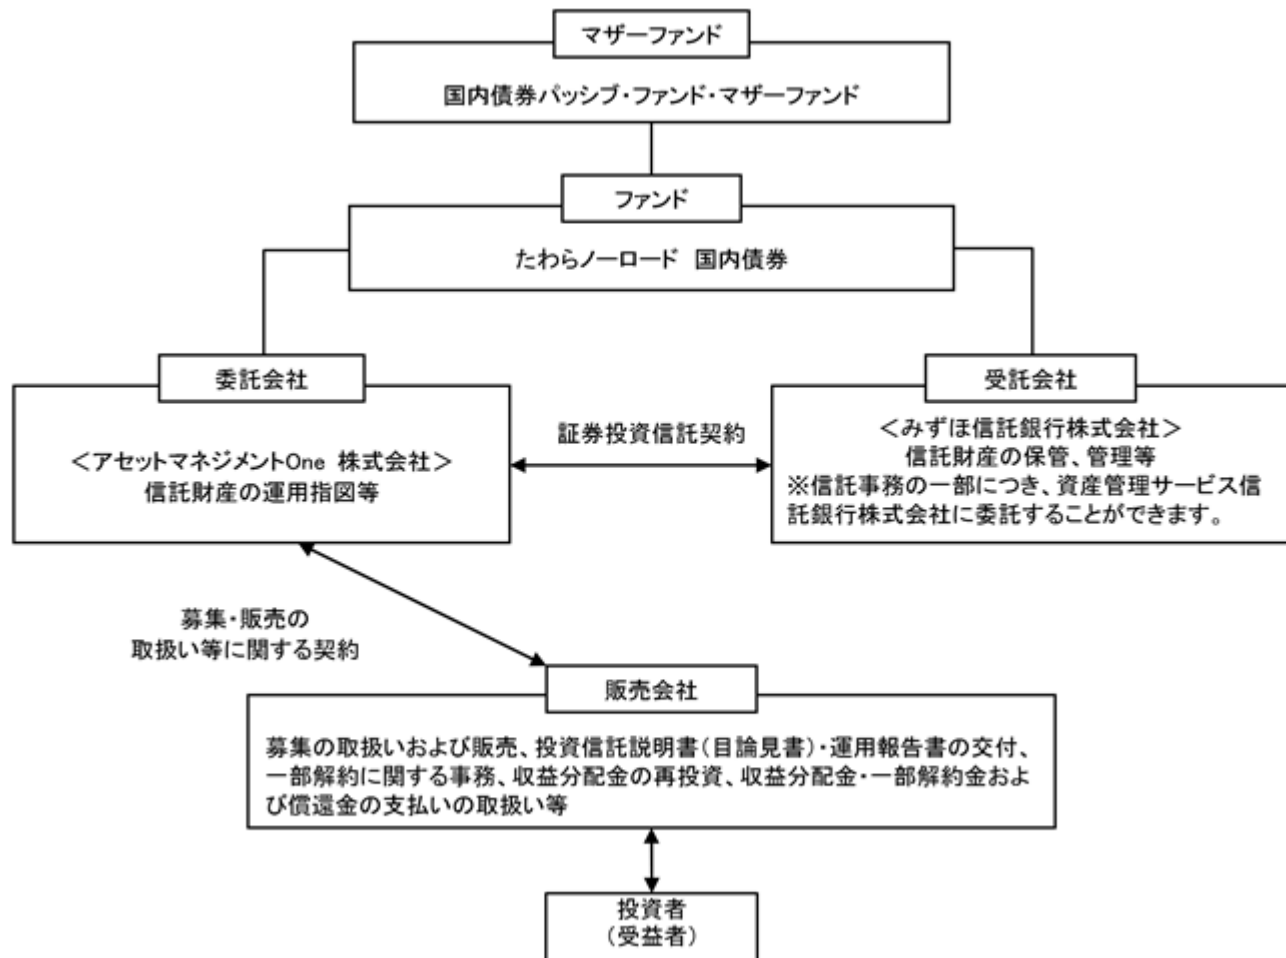 マザーファンド
国内債券パッシブ・ファンド・マザーファンド
ファンド
たわらノーロード 国内債券
委託会社
<アセットマネジメントOne 株式会社>
信託財産の運用指図等
証券投資信託契約
受託会社
<みずほ信託銀行株式会社>
信託財産の保管、管理等
※信託事務の一部につき、資産管理サービス信
託銀行株式会社に委託することができます。
募集・販売の
取扱い等に関する契約
販売会社
募集の取扱いおよび販売、投資信託説明書(目論見書)・運用報告書の交付、
一部解約に関する事務、収益分配金の再投資、収益分配金・一部解約金およ
び償還金の支払いの取扱い等
投資者
(受益者)